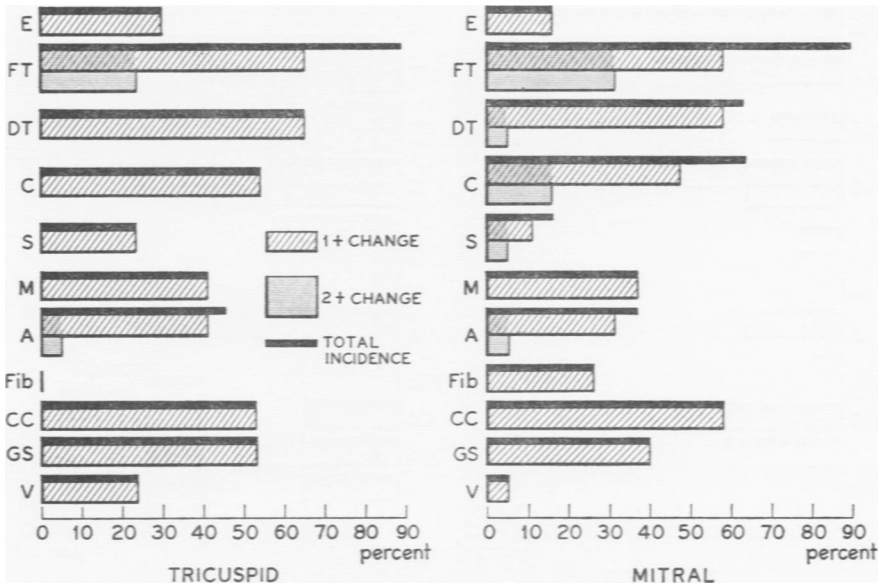 E
FT
DT
C
S
M
A
Fib
CC
GS
V
1+ CHANGE
2+ CHANGE
TOTAL
INCIDENCE
0 10 20 30 40 50 60 70 80 90
percent
TRICUSPID
E
FT
DT
C
S
M
A
Fib
CC
GS
V
0 10 20 30 40 50 60 70 80 90
percent
MITRAL